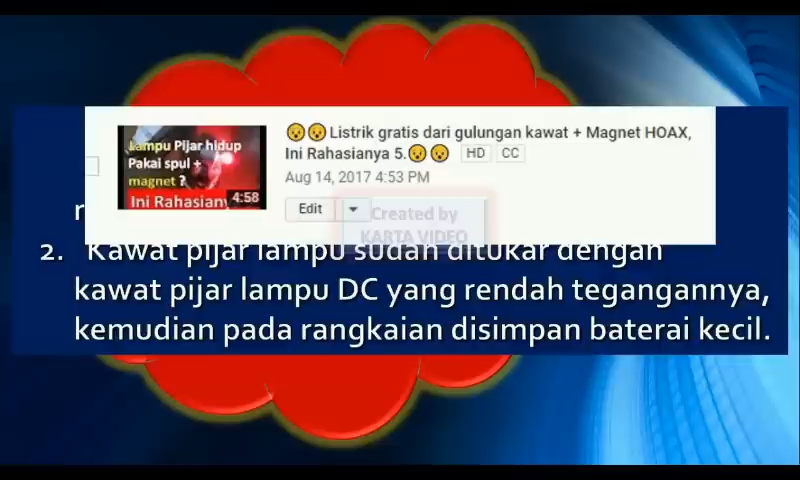 😮😮Listrik gratis dari gulungan kawat + Magnet HOAX,
Ini Rahasianya 5.😮😮 HD CC
Aug 14, 2017 4:53 PM
Lampu Pijar hidup
Pakai spul +
magnet ?
Ini Rahasian
4:58
Edit
Created by
KARTA VIDEO
r
2. Kawat pijar lampu sudah ditukar dengan
kawat pijar lampu DC yang rendah tegangannya,
kemudian pada rangkaian disimpan baterai kecil.